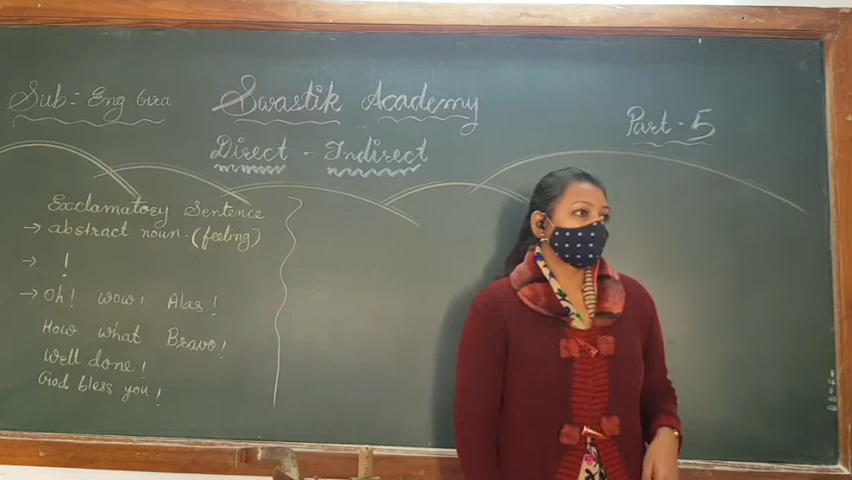 Sub:- Eng. Gra
Swastik Academy
Part-5
Direct - Indirect
Exclamatory Sentence
→ abstract noun. (feeling)
→ !
→ Oh! wow! Alas!
How what Bravo!
Well done!
God bless you!